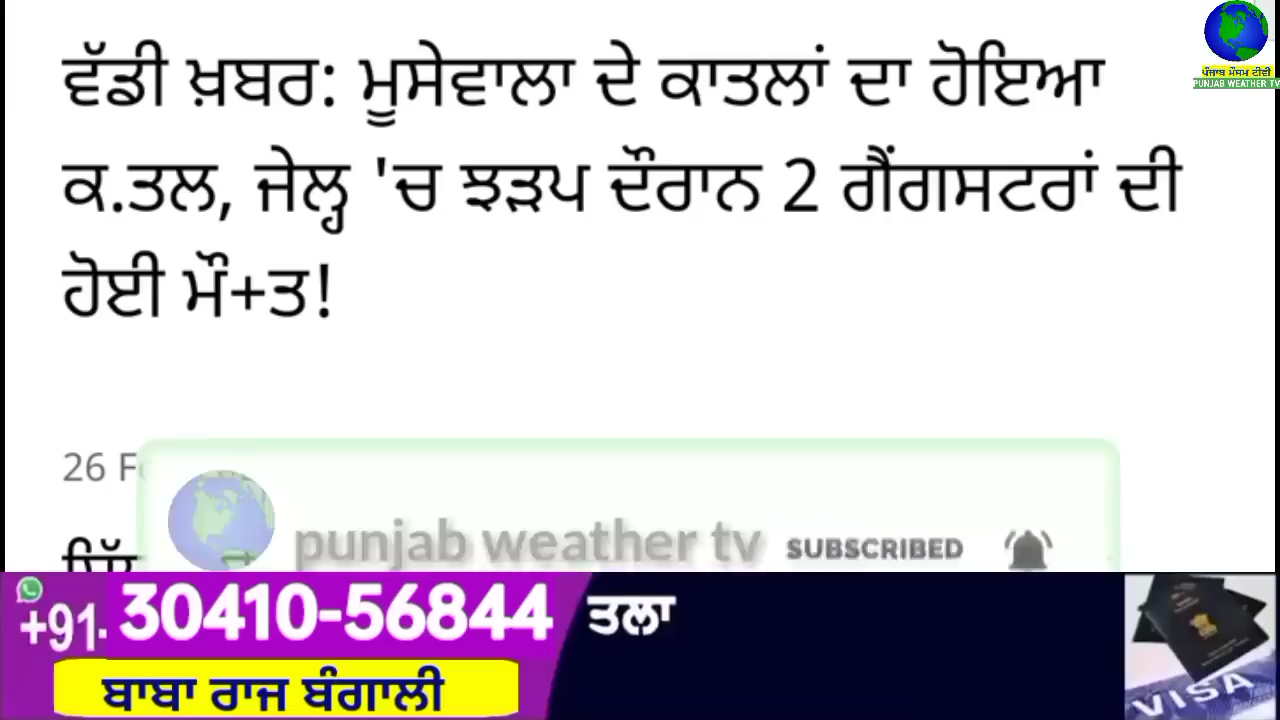 ਵੱਡੀ ਖ਼ਬਰ: ਮੂਸੇਵਾਲਾ ਦੇ ਕਾਤਲਾਂ ਦਾ ਹੋਇਆ
ਕ.ਤਲ, ਜੇਲ੍ਹ 'ਚ ਝੜਪ ਦੌਰਾਨ 2 ਗੈਂਗਸਟਰਾਂ ਦੀ
ਹੋਈ ਮੌ+ਤ!
ਪੰਜਾਬ ਮੌਸਮ ਟੀਵੀ
PUNJAB WEATHER TV
26
punjab weather tv SUBSCRIBED
+91- 30410-56844 ਤਲਾ
ਬਾਬਾ ਰਾਜ ਬੰਗਾਲੀ
VISA